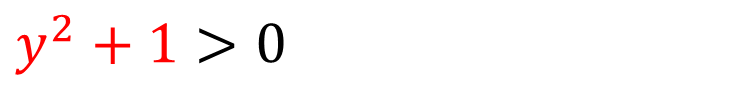 y² + 1 > 0